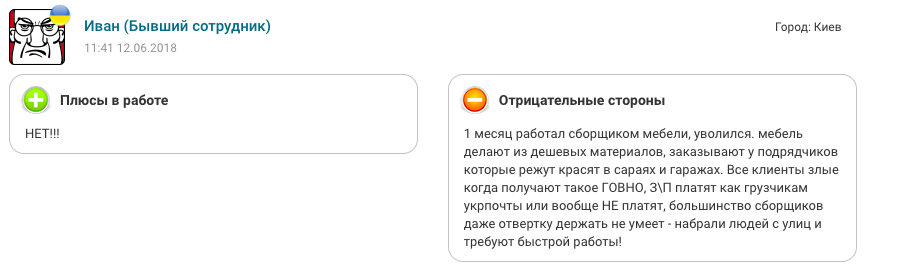 Иван (Бывший сотрудник)
Город: Киев
11:41 12.06.2018
Плюсы в работе
НЕТ!!!
Отрицательные стороны
1 месяц работал сборщиком мебели, уволился. мебель
делают из дешевых материалов, заказывают у подрядчиков
которые режут красят в сараях и гаражах. Все клиенты злые
когда получают такое ГОВНО, З\П платят как грузчикам
укрпочты или вообще НЕ платят, большинство сборщиков
даже отвертку держать не умеет - набрали людей с улиц и
требуют быстрой работы!